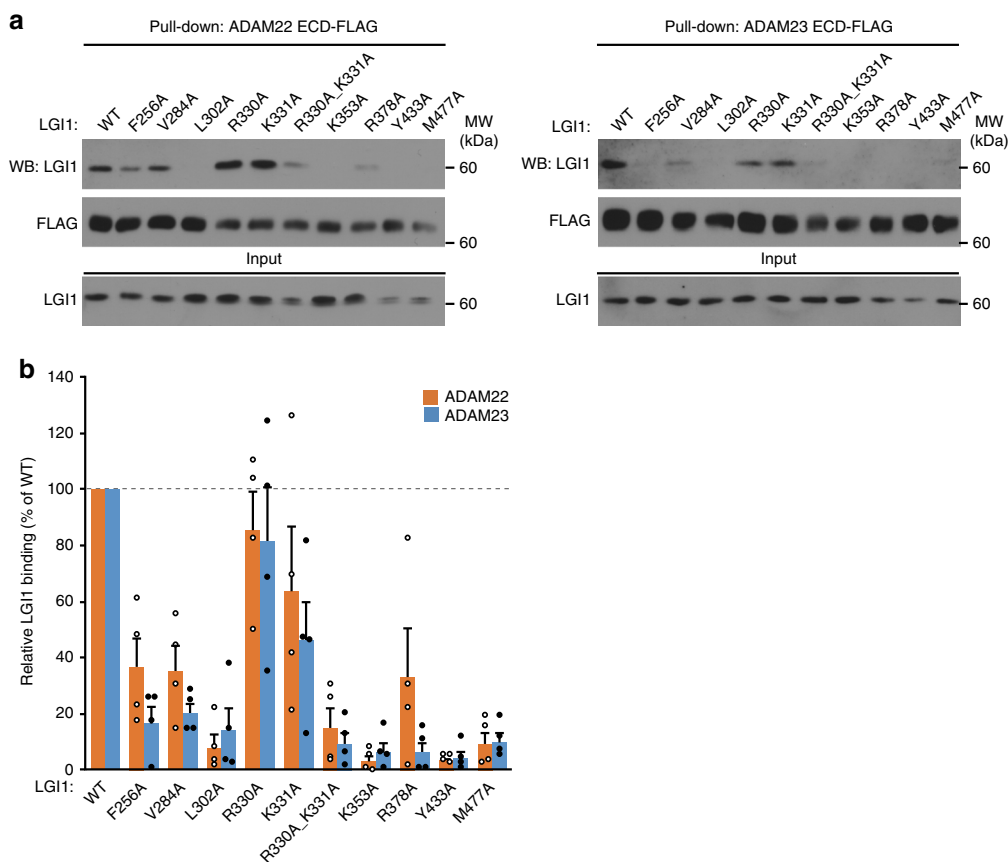 a
Pull-down: ADAM22 ECD-FLAG
LGI1: WT F256A V284A L302A R330A K331A R330A_K331A K353A R378A Y433A M477A MW (kDa)
WB: LGI1 60
FLAG 60
Input
LGI1 60
Pull-down: ADAM23 ECD-FLAG
LGI1: WT F256A V284A L302A R330A K331A R330A_K331A K353A R378A Y433A M477A MW (kDa)
WB: LGI1 60
FLAG 60
Input
LGI1 60
b
Relative LGI1 binding (% of WT)
140
120
100
80
60
40
20
0
ADAM22
ADAM23
LGI1: WT F256A V284A L302A R330A K331A R330A_K331A K353A R378A Y433A M477A